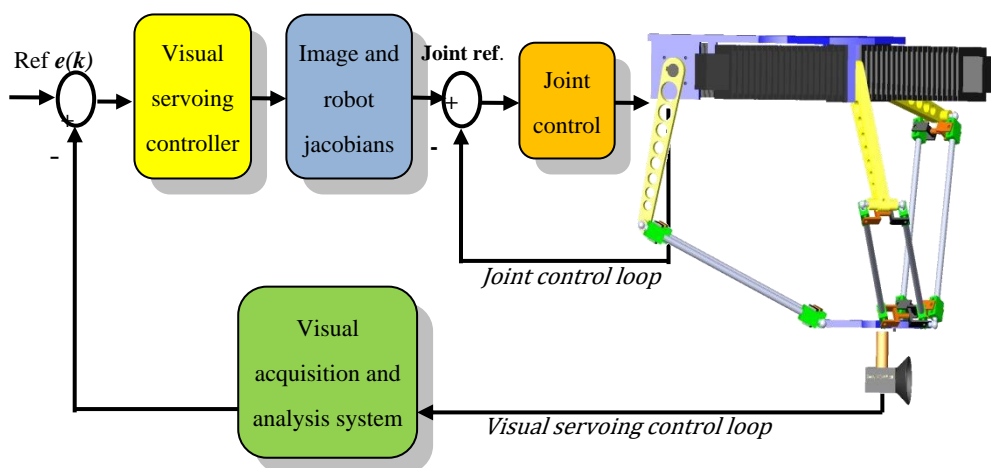 Ref e(k)
+
-
Visual
servoing
controller
Image and
robot
jacobians
Joint ref.
+
-
Joint
control
Joint control loop
Visual
acquisition and
analysis system
Visual servoing control loop